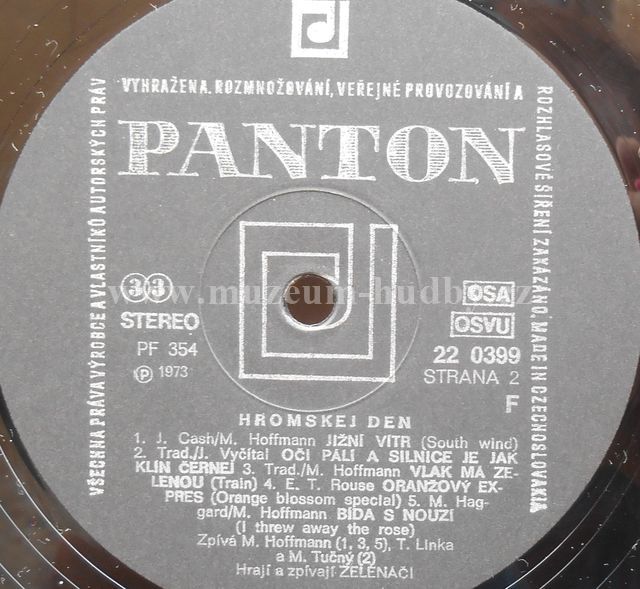 VŠECHNA PRÁVA VÝROBCE A VLASTNÍKŮ AUTORSKÝCH PRÁV
VYHRAŽENA. ROZMNOŽOVÁNÍ, VEŘEJNÉ PROVOZOVÁNÍ A
ROZHLASOVÉ ŠÍŘENÍ ZAKÁZÁNO. MADE IN CZECHOSLOVAKIA
PANTON
www.muzeum-hudby.cz
33
STEREO
PF 354
Ⓟ 1973
OSA
OSVU
22 0399
STRANA 2
F
HROMSKEJ DEN
1. J. Cash/M. Hoffmann JIŽNÍ VÍTR (South wind)
2. Trad./J. Vyčítal OČI PÁLÍ A SILNICE JE JAK
KLÍN ČERNEJ 3. Trad./M. Hoffmann VLAK MÁ ZE-
LENOU (Train) 4. E. T. Rouse ORANŽOVÝ EX-
PRES (Orange blossom special) 5. M. Hag-
gard/M. Hoffmann BÍDA S NOUZÍ
(I threw away the rose)
Zpívá M. Hoffmann (1, 3, 5), T. Linka
a M. Tučný (2)
Hrají a zpívají ZELENÁČI